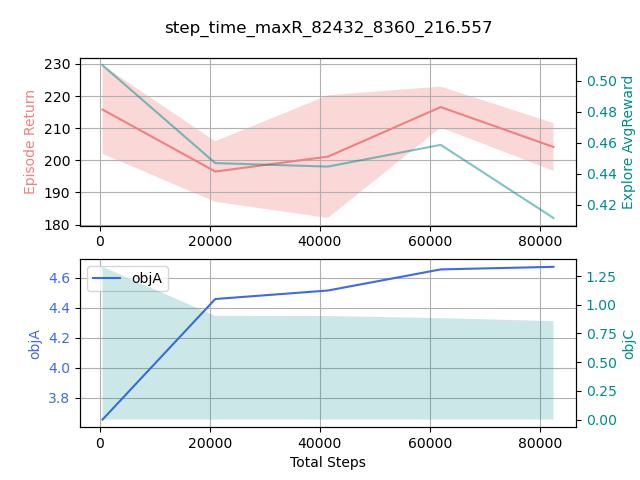 step_time_maxR_82432_8360_216.557
230
220
210
200
190
180
Episode Return
0.50
0.48
0.46
0.44
0.42
Explore AvgReward
0 20000 40000 60000 80000
objA
4.6
4.4
4.2
4.0
3.8
objA
1.25
1.00
0.75
0.50
0.25
0.00
objC
0 20000 40000 60000 80000
Total Steps